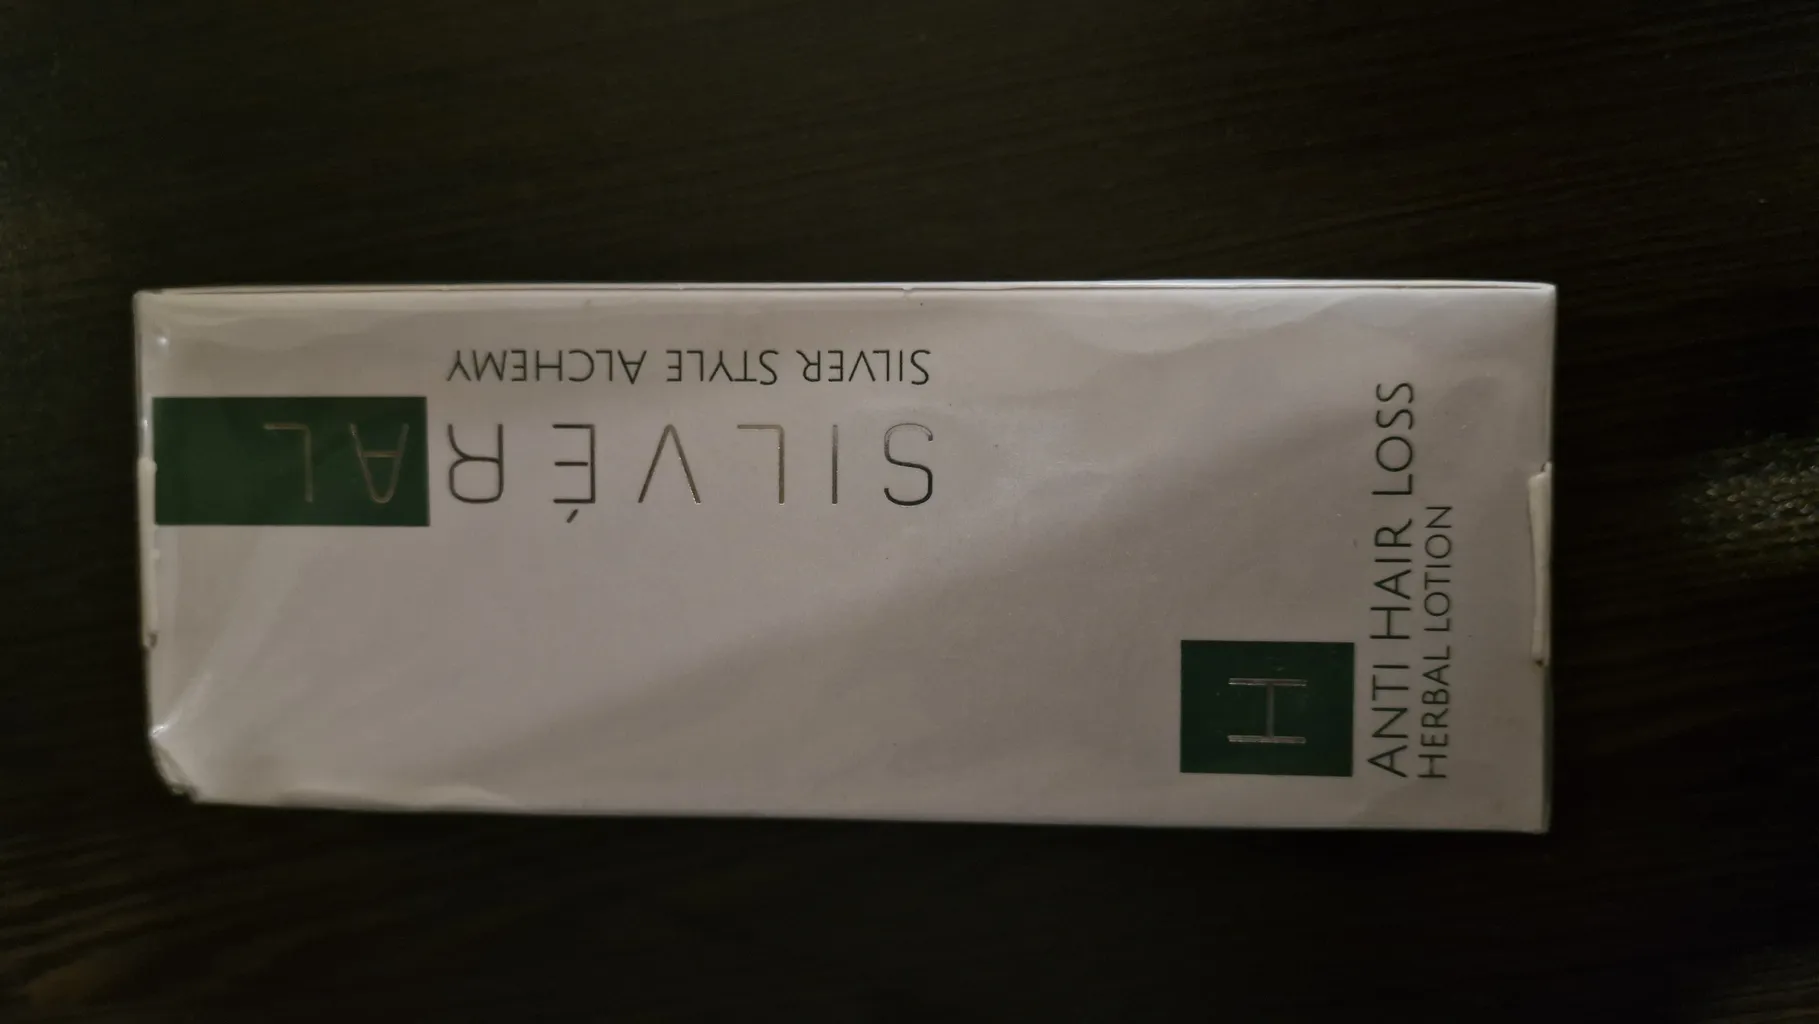 SILVÉRAL
SILVER STYLE ALCHEMY
H
ANTI HAIR LOSS
HERBAL LOTION